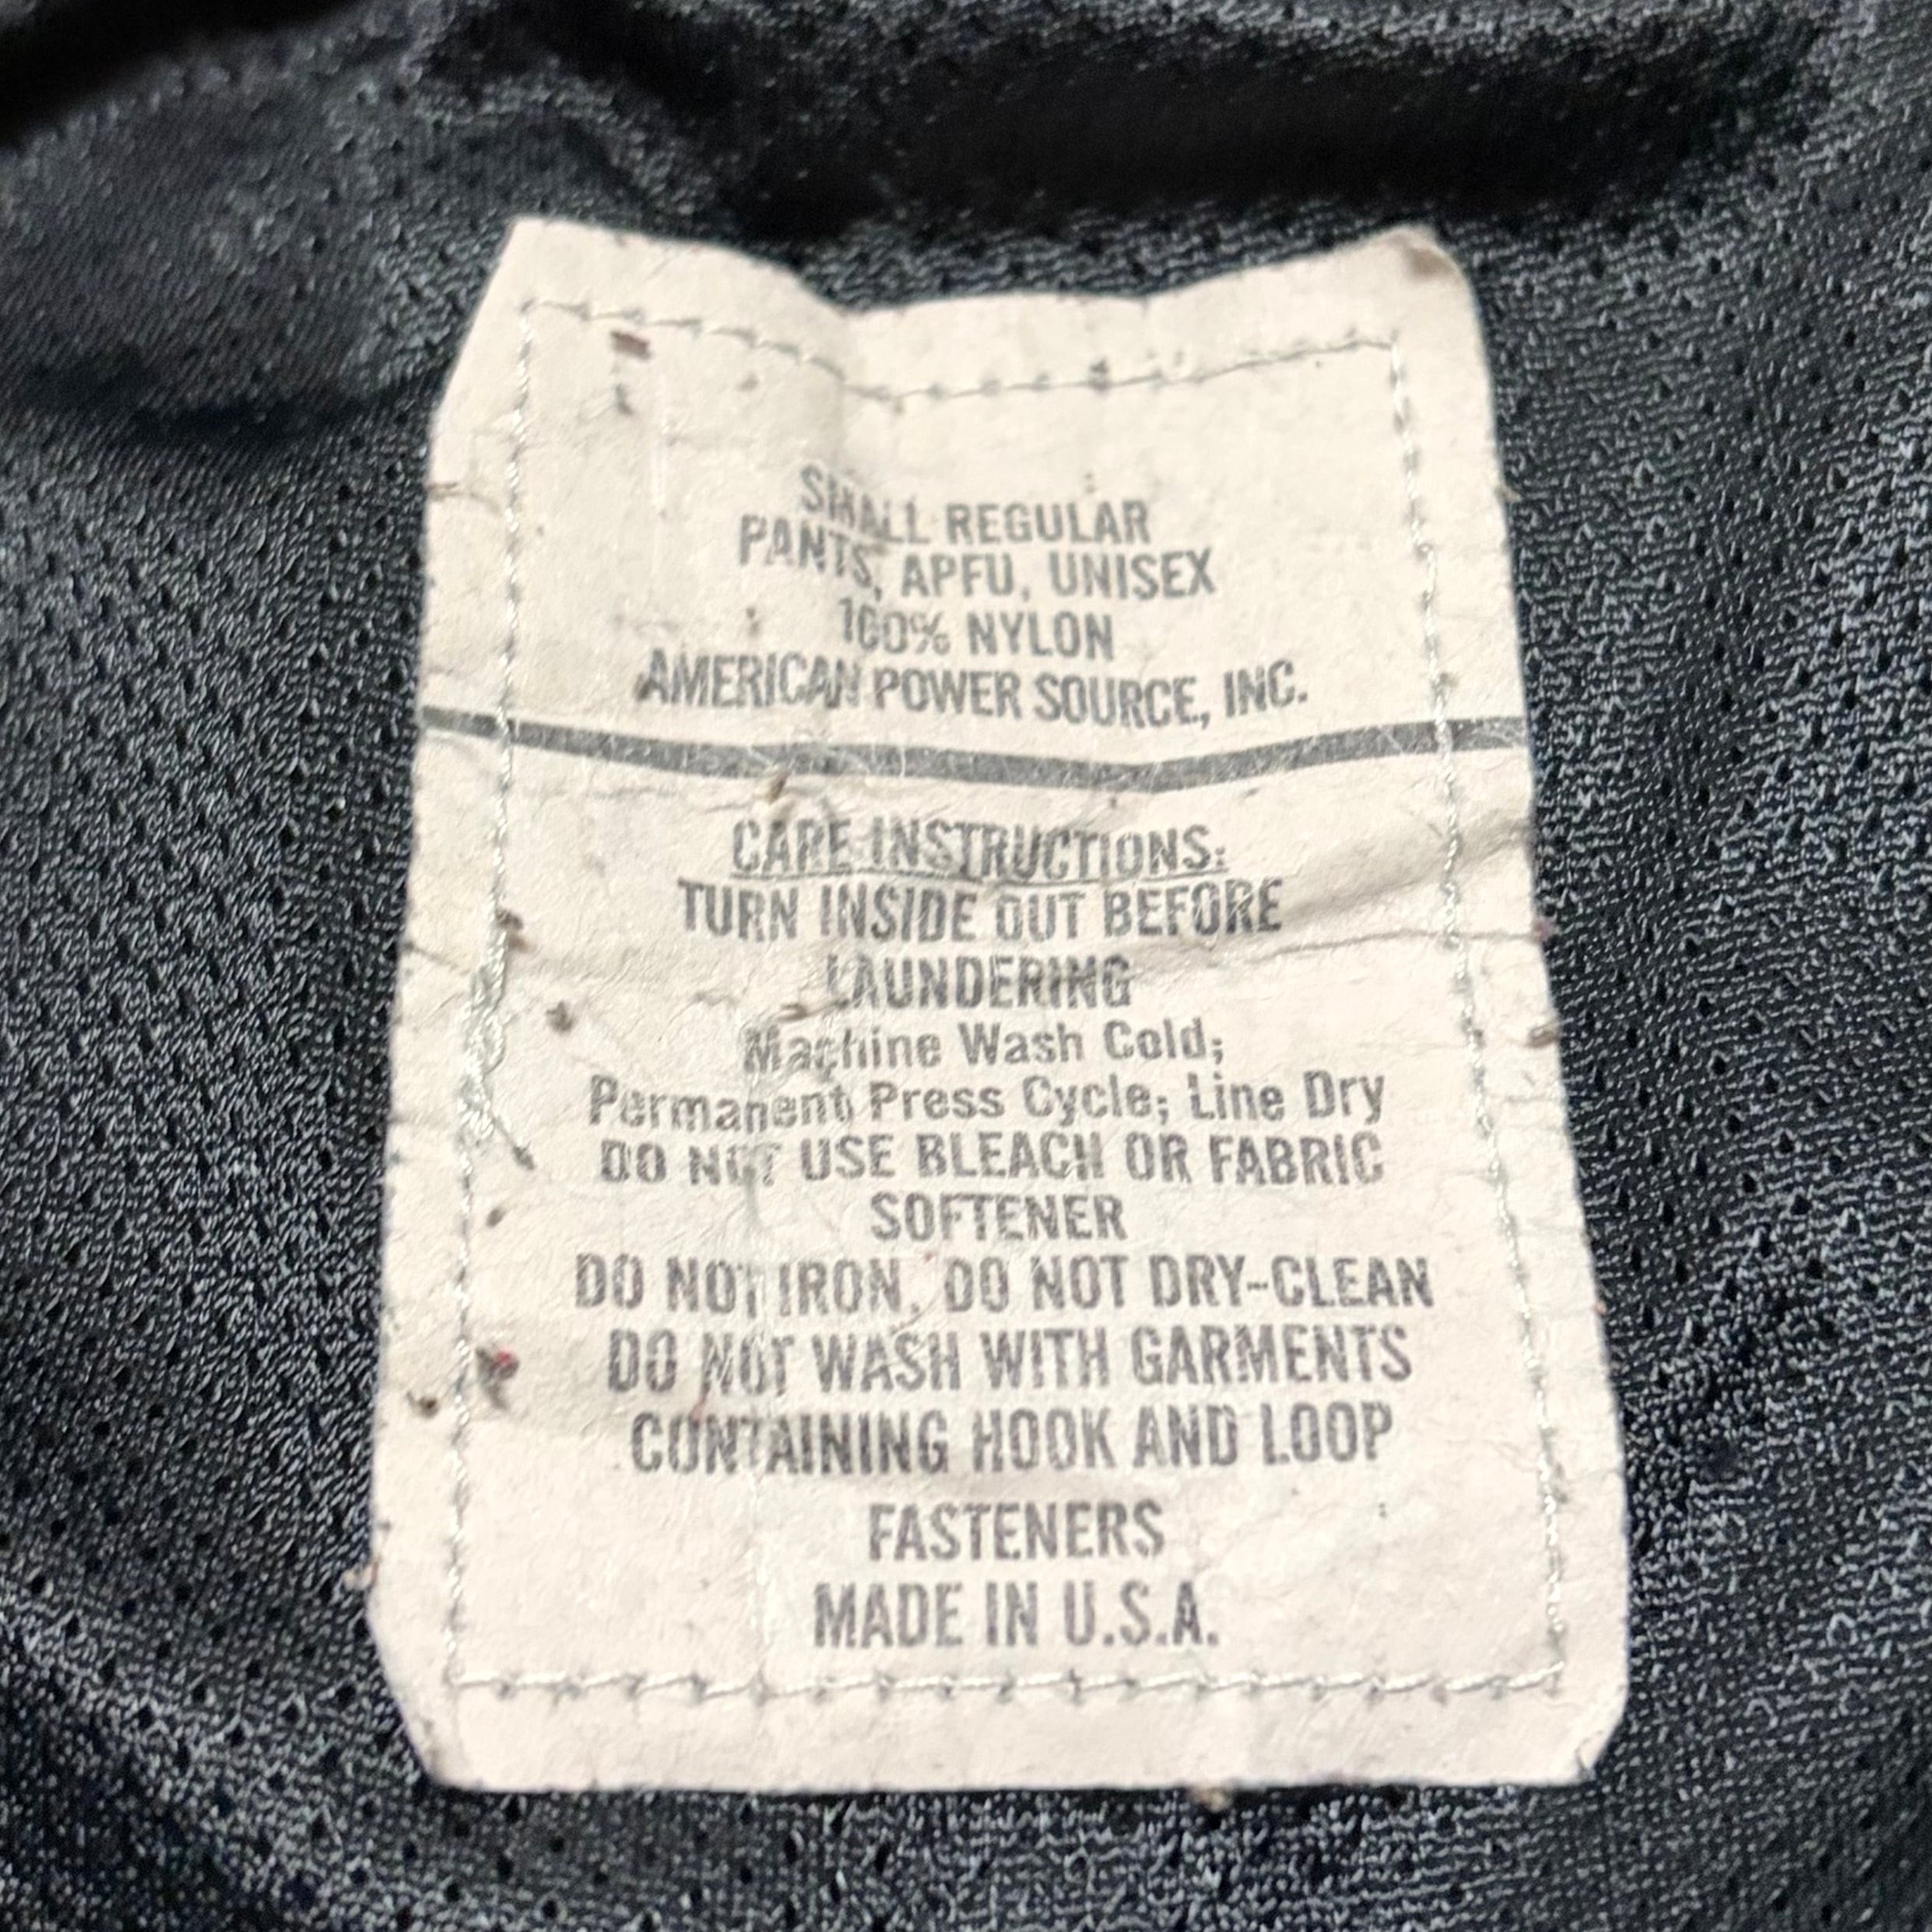 SMALL REGULAR
PANTS, APFU, UNISEX
100% NYLON
AMERICAN POWER SOURCE, INC.
CARE INSTRUCTIONS:
TURN INSIDE OUT BEFORE
LAUNDERING
Machine Wash Cold;
Permanent Press Cycle; Line Dry
DO NOT USE BLEACH OR FABRIC
SOFTENER
DO NOT IRON. DO NOT DRY-CLEAN
DO NOT WASH WITH GARMENTS
CONTAINING HOOK AND LOOP
FASTENERS
MADE IN U.S.A.